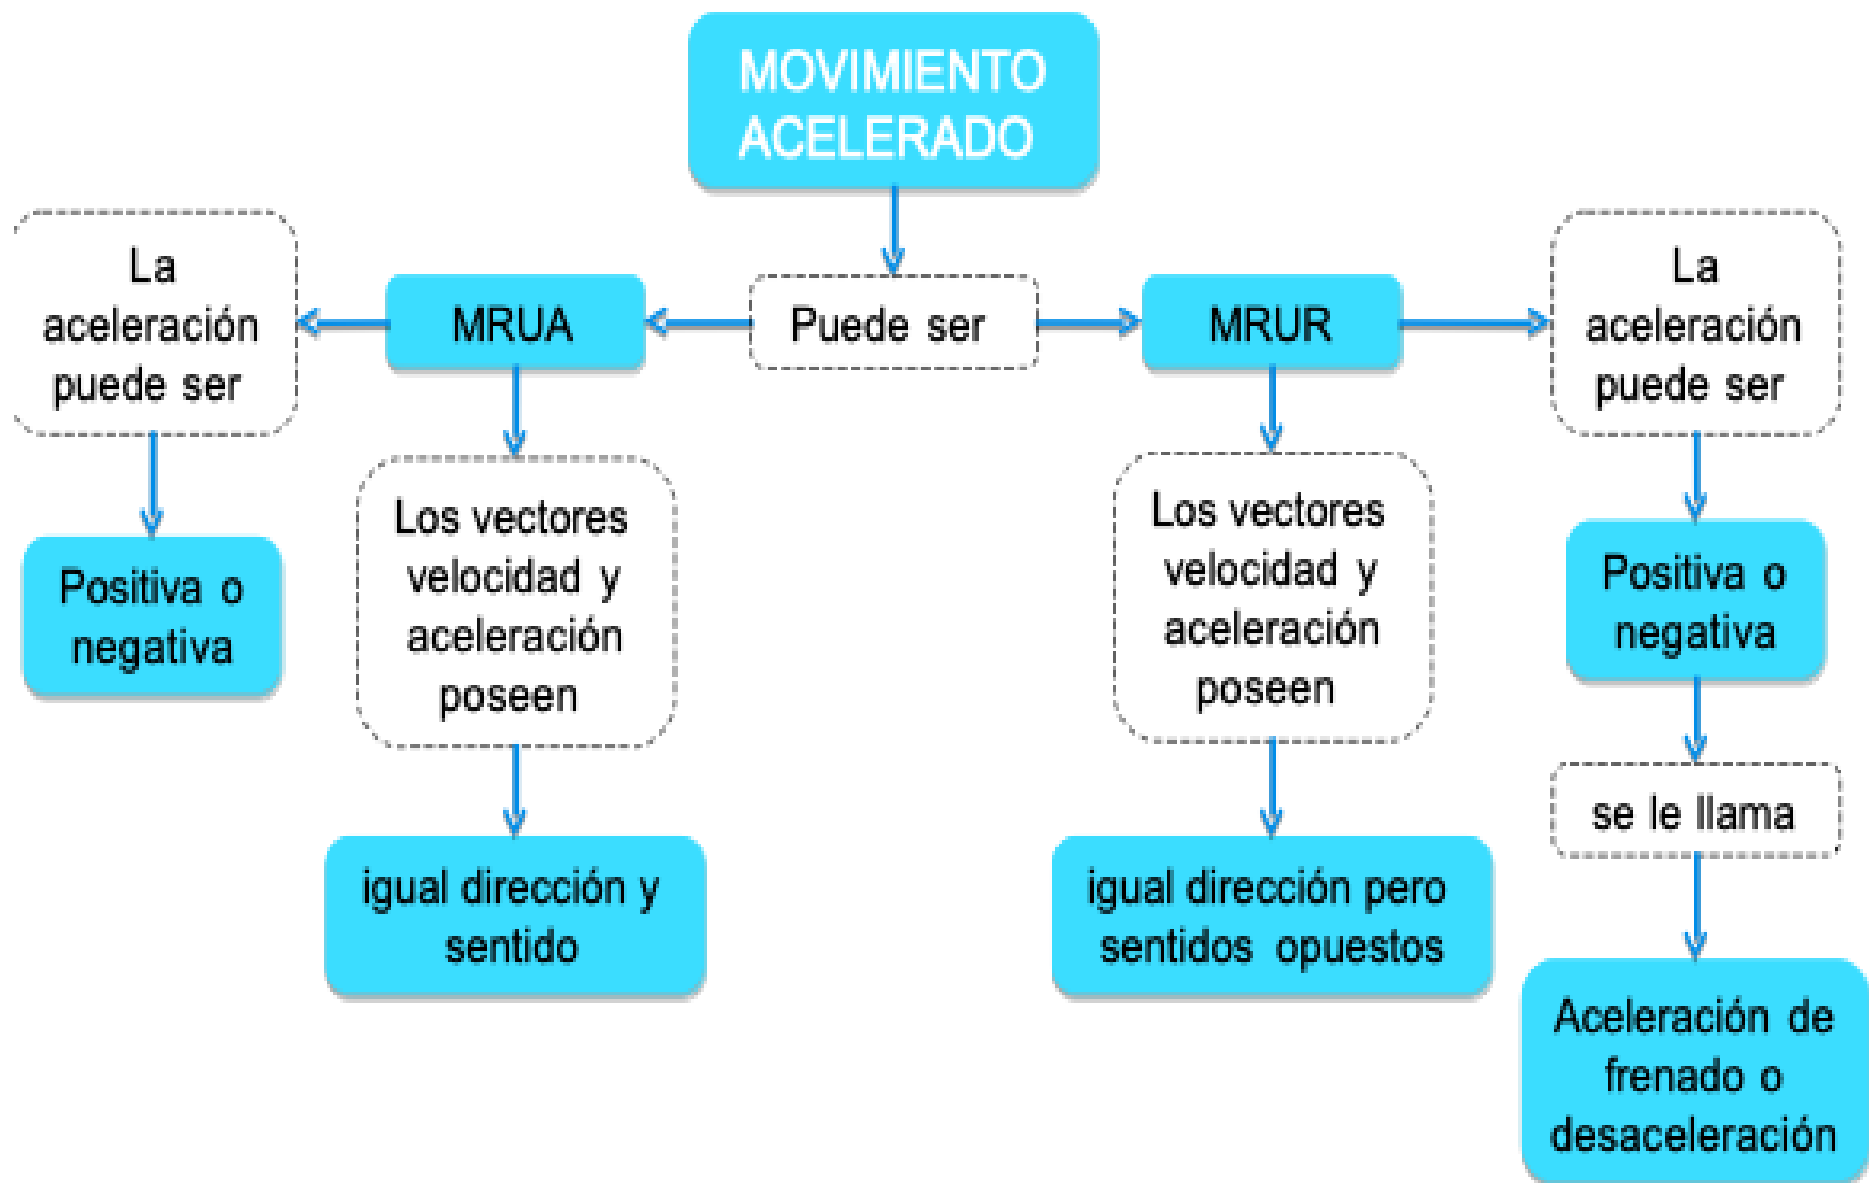 MOVIMIENTO
ACELERADO
La
aceleración
puede ser
MRUA
Puede ser
MRUR
La
aceleración
puede ser
Positiva o
negativa
Los vectores
velocidad y
aceleración
poseen
Los vectores
velocidad y
aceleración
poseen
Positiva o
negativa
se le llama
igual dirección y
sentido
igual dirección pero
sentidos opuestos
Aceleración de
frenado o
desaceleración